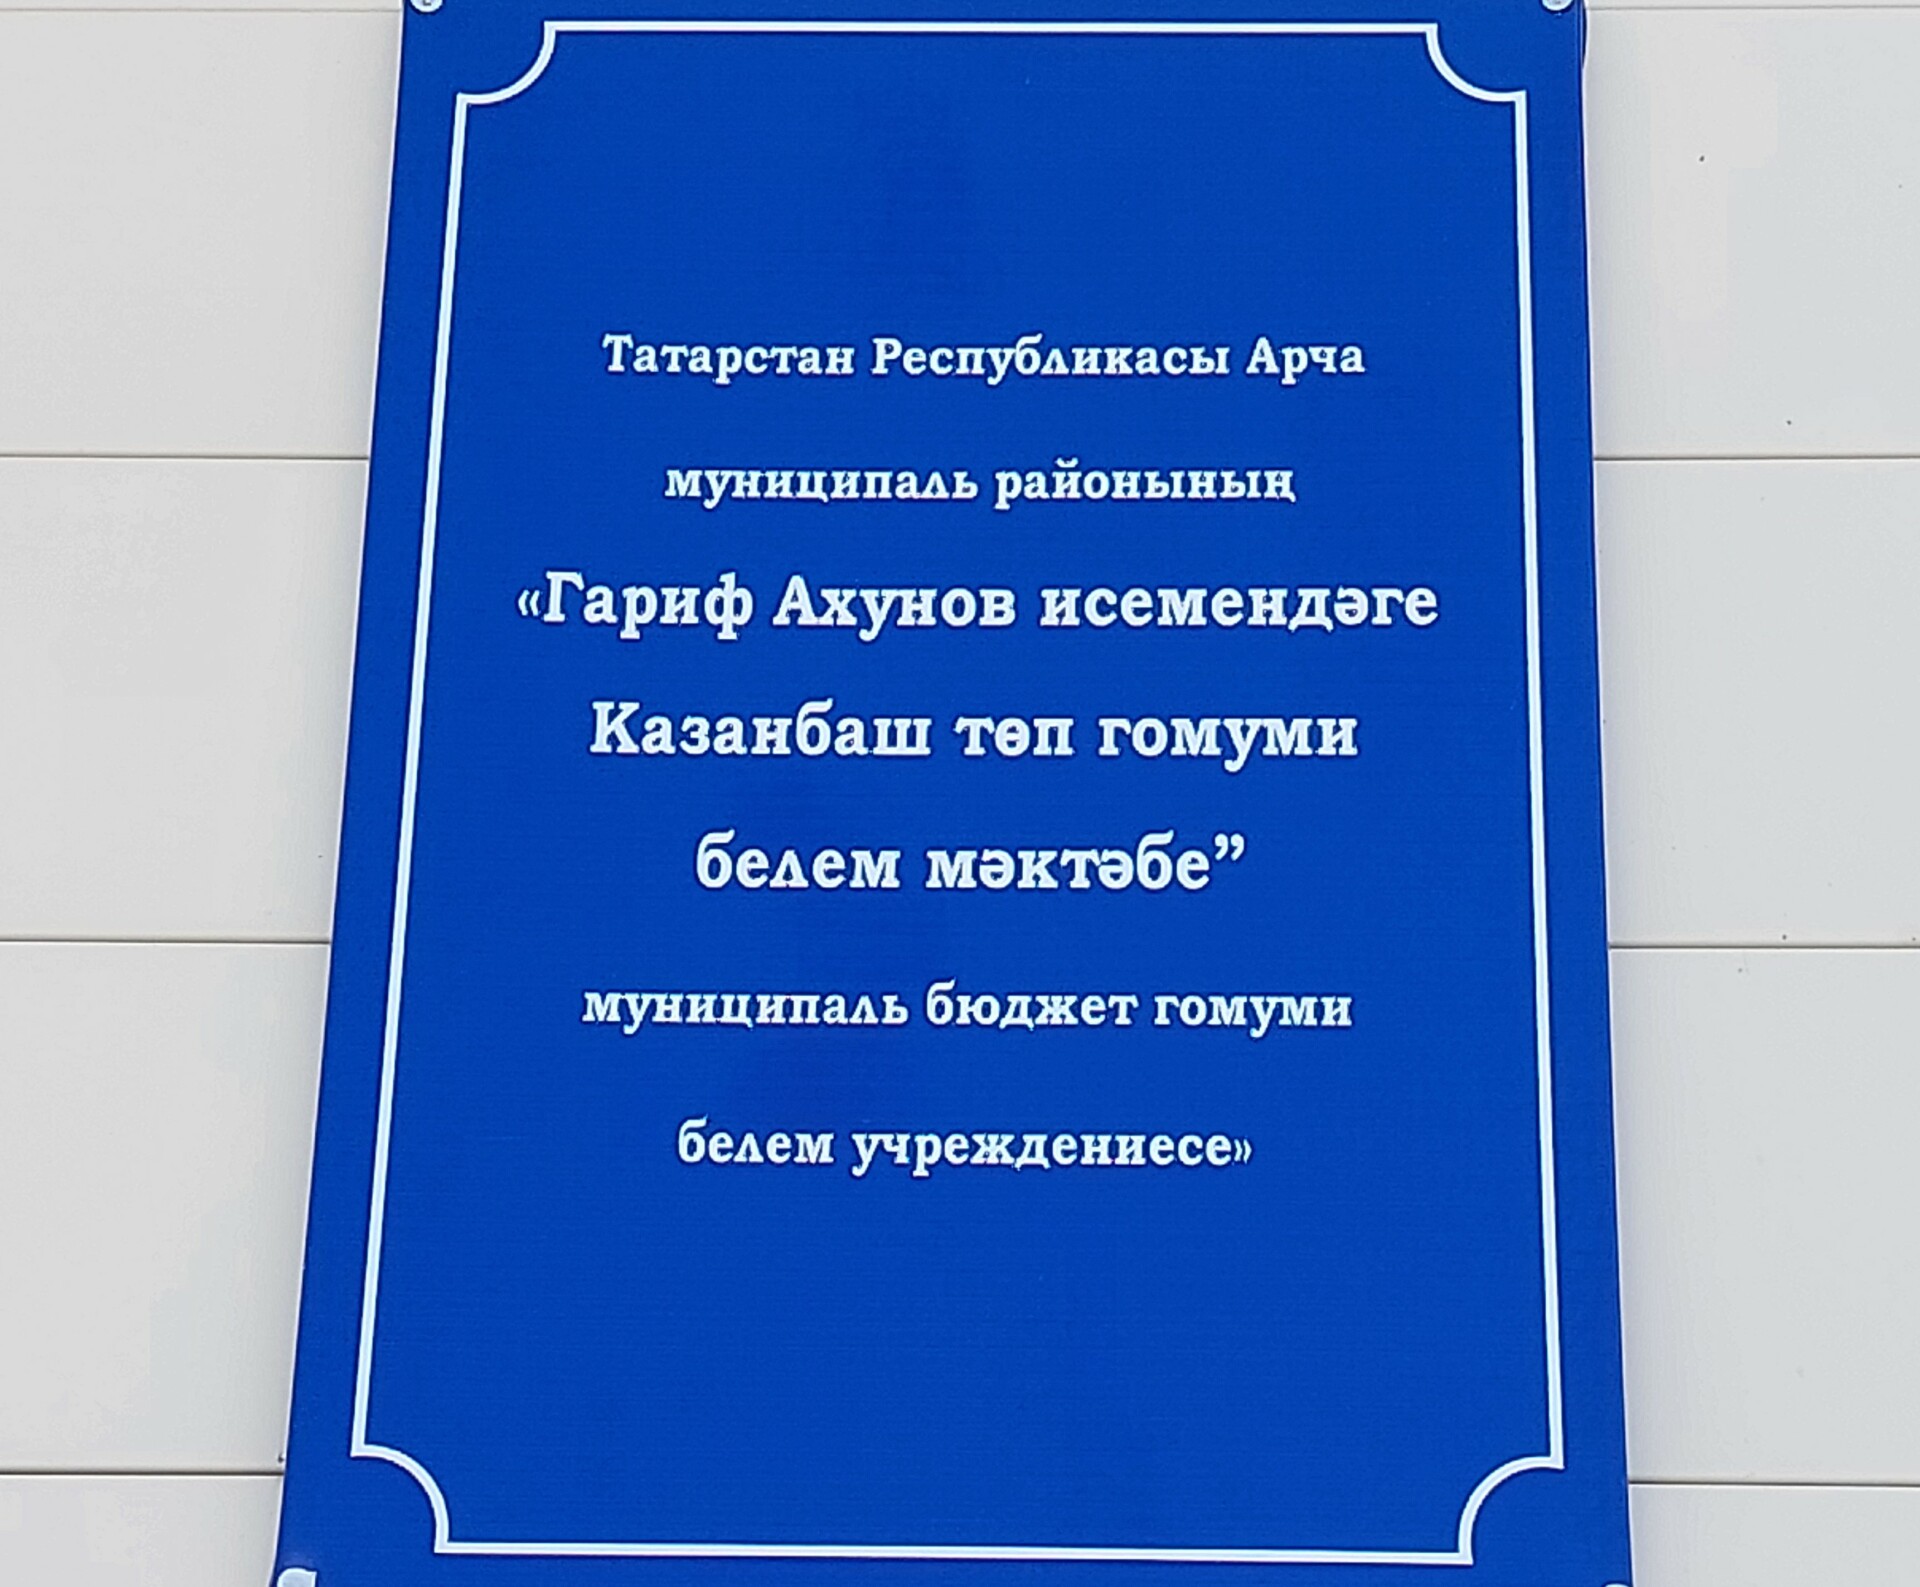 Татарстан Республикасы Арча
муниципаль районының
«Гариф Ахунов исемендәге
Казанбаш төп гомуми
белем мәктәбе”
муниципаль бюджет гомуми
белем учреждениесе»